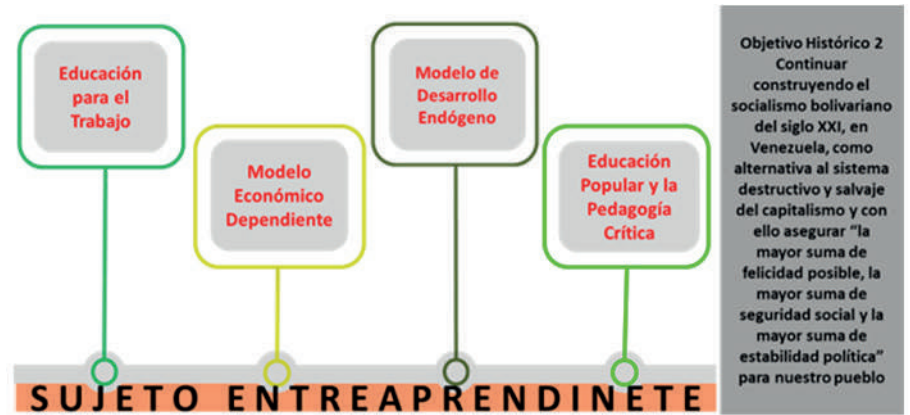 Educación
para el
Trabajo
Modelo
Económico
Dependiente
Modelo de
Desarrollo
Endógeno
Educación
Popular y la
Pedagogía
Crítica
SUJETO ENTREAPRENDINETE
Objetivo Histórico 2
Continuar
construyendo el
socialismo bolivariano
del siglo XXI, en
Venezuela, como
alternativa al sistema
destructivo y salvaje
del capitalismo y con
ello asegurar “la
mayor suma de
felicidad posible, la
mayor suma de
seguridad social y la
mayor suma de
estabilidad política”
para nuestro pueblo